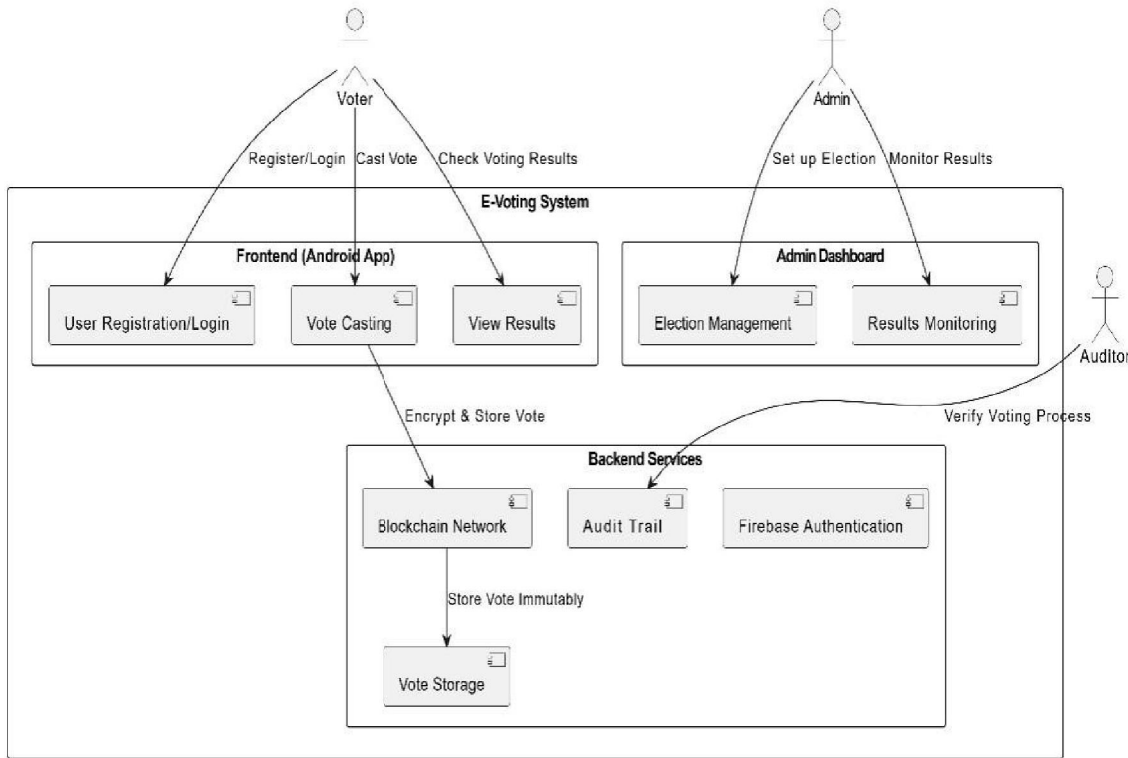 Voter
Admin
Register/Login
Cast Vote
Check Voting Results
Set up Election
Monitor Results
E-Voting System
Frontend (Android App)
Admin Dashboard
User Registration/Login
Vote Casting
View Results
Election Management
Results Monitoring
Auditor
Encrypt & Store Vote
Verify Voting Process
Backend Services
Blockchain Network
Audit Trail
Firebase Authentication
Store Vote Immutably
Vote Storage